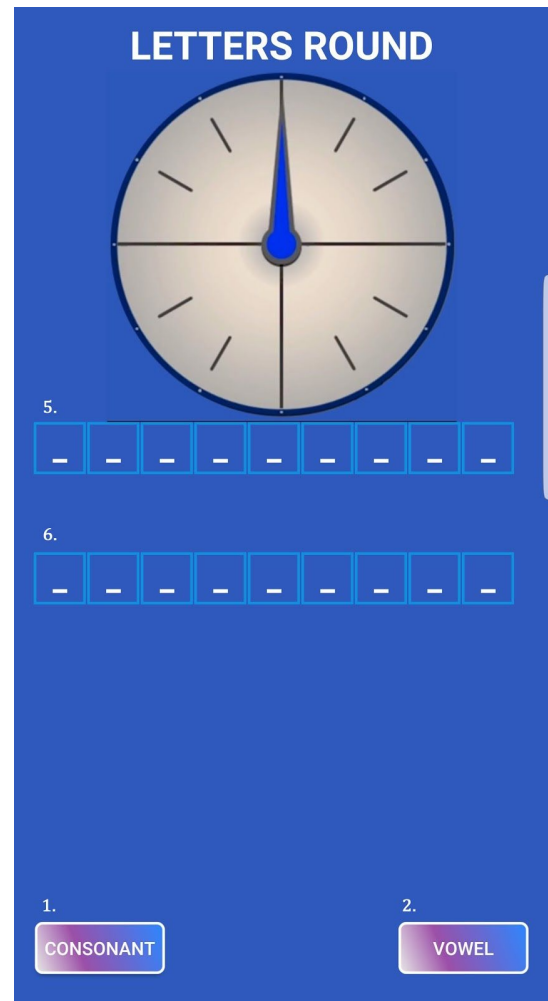 LETTERS ROUND
5.
_ _ _ _ _ _ _ _ _
6.
_ _ _ _ _ _ _ _ _
1. 2.
CONSONANT VOWEL